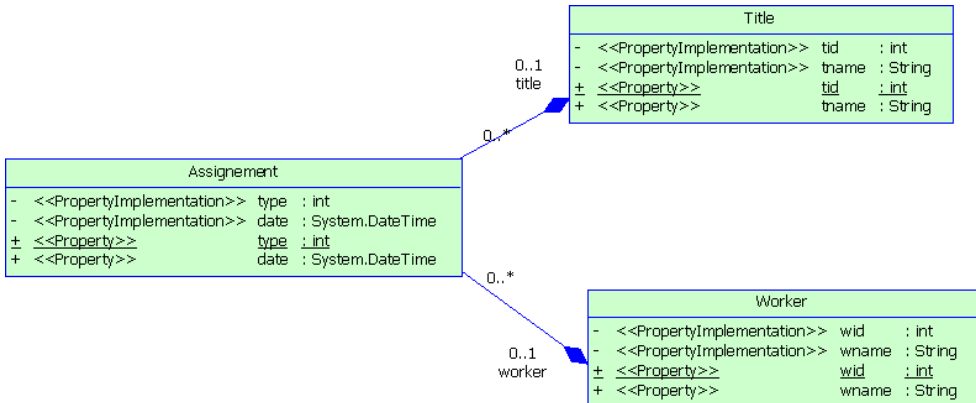 Title
- <<PropertyImplementation>> tid : int
- <<PropertyImplementation>> tname : String
+ <<Property>> tid : int
+ <<Property>> tname : String
0..1
title
0..*
Assignement
- <<PropertyImplementation>> type : int
- <<PropertyImplementation>> date : System.DateTime
+ <<Property>> type : int
+ <<Property>> date : System.DateTime
0..*
0..1
worker
Worker
- <<PropertyImplementation>> wid : int
- <<PropertyImplementation>> wname : String
+ <<Property>> wid : int
+ <<Property>> wname : String